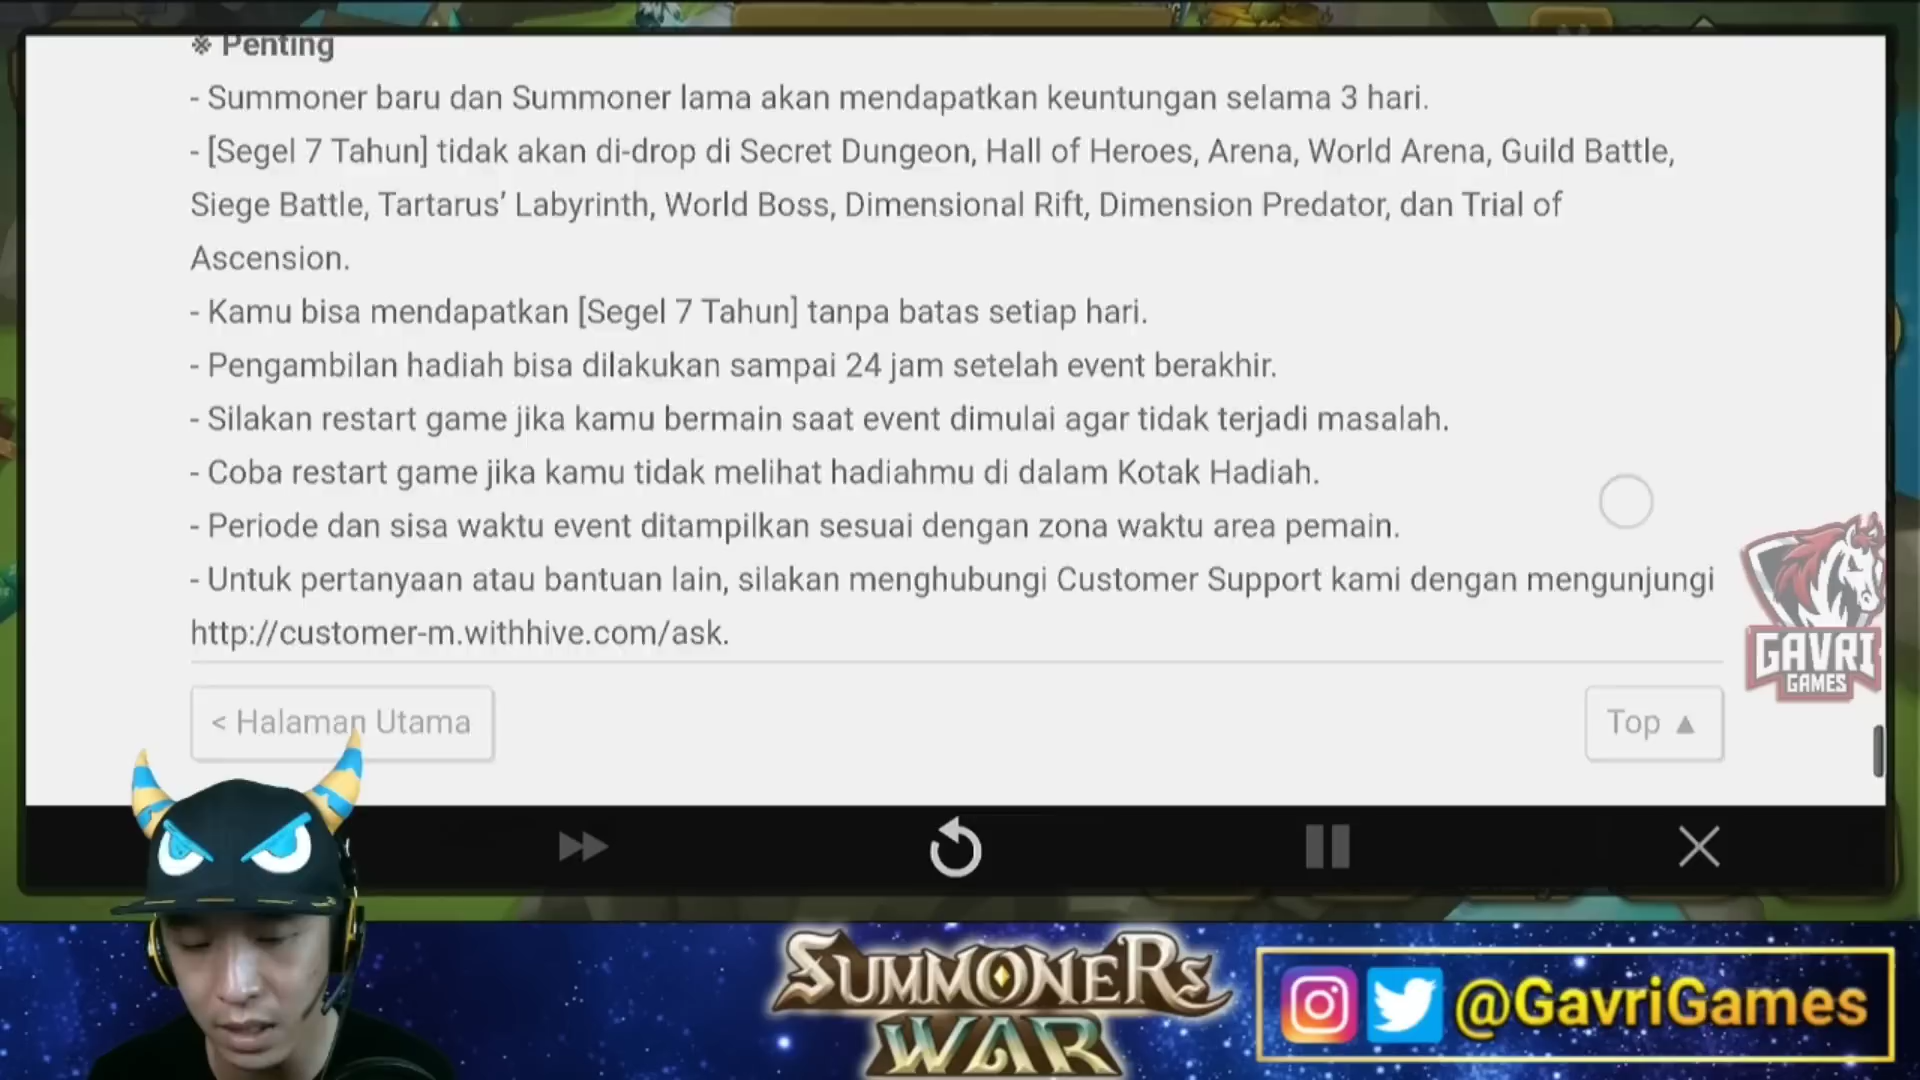 ※ Penting
- Summoner baru dan Summoner lama akan mendapatkan keuntungan selama 3 hari.
- [Segel 7 Tahun] tidak akan di-drop di Secret Dungeon, Hall of Heroes, Arena, World Arena, Guild Battle,
Siege Battle, Tartarus’ Labyrinth, World Boss, Dimensional Rift, Dimension Predator, dan Trial of
Ascension.
- Kamu bisa mendapatkan [Segel 7 Tahun] tanpa batas setiap hari.
- Pengambilan hadiah bisa dilakukan sampai 24 jam setelah event berakhir.
- Silakan restart game jika kamu bermain saat event dimulai agar tidak terjadi masalah.
- Coba restart game jika kamu tidak melihat hadiahmu di dalam Kotak Hadiah.
- Periode dan sisa waktu event ditampilkan sesuai dengan zona waktu area pemain.
- Untuk pertanyaan atau bantuan lain, silakan menghubungi Customer Support kami dengan mengunjungi
http://customer-m.withhive.com/ask.
GAVRI
GAMES
< Halaman Utama
Top ▲
SUMMONERS
WAR
@GavriGames